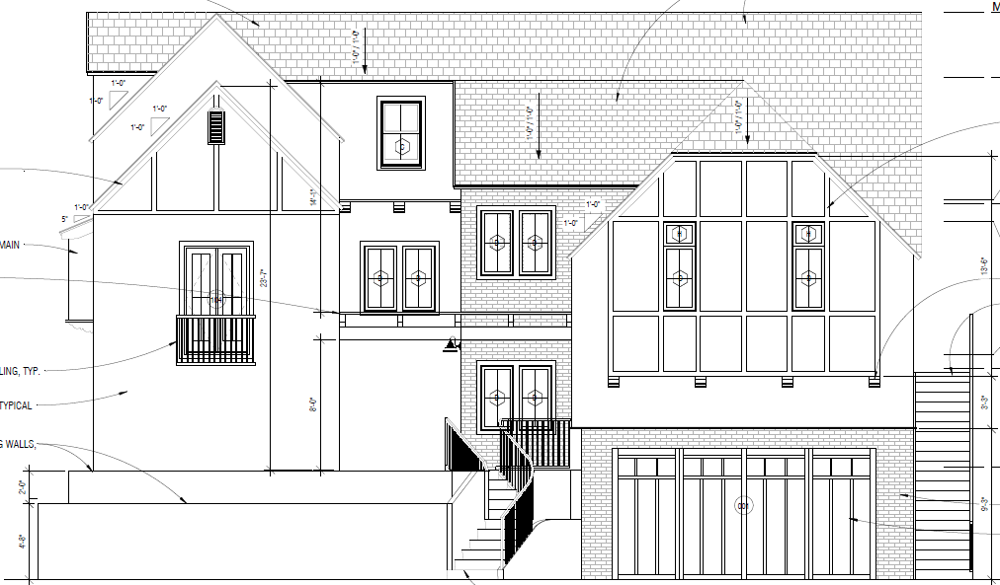 M
1'-0" / 1'-0"
1'-0"
1'-0"
1'-0"
1'-0"
1'-0" / 1'-0"
1'-0" / 1'-0"
C
14'-1"
1'-0"
5"
1'-0"
1'-0"
MAIN
D D
H H
D D
D D
23'-7"
13'-6"
104
LING, TYP.
TYPICAL
8'-0"
D D
3'-3"
G WALLS,
2'-0"
001
9'-3"
4'-8"